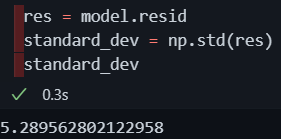 res = model.resid
standard_dev = np.std(res)
standard_dev
✓ 0.3s
5.289562802122958